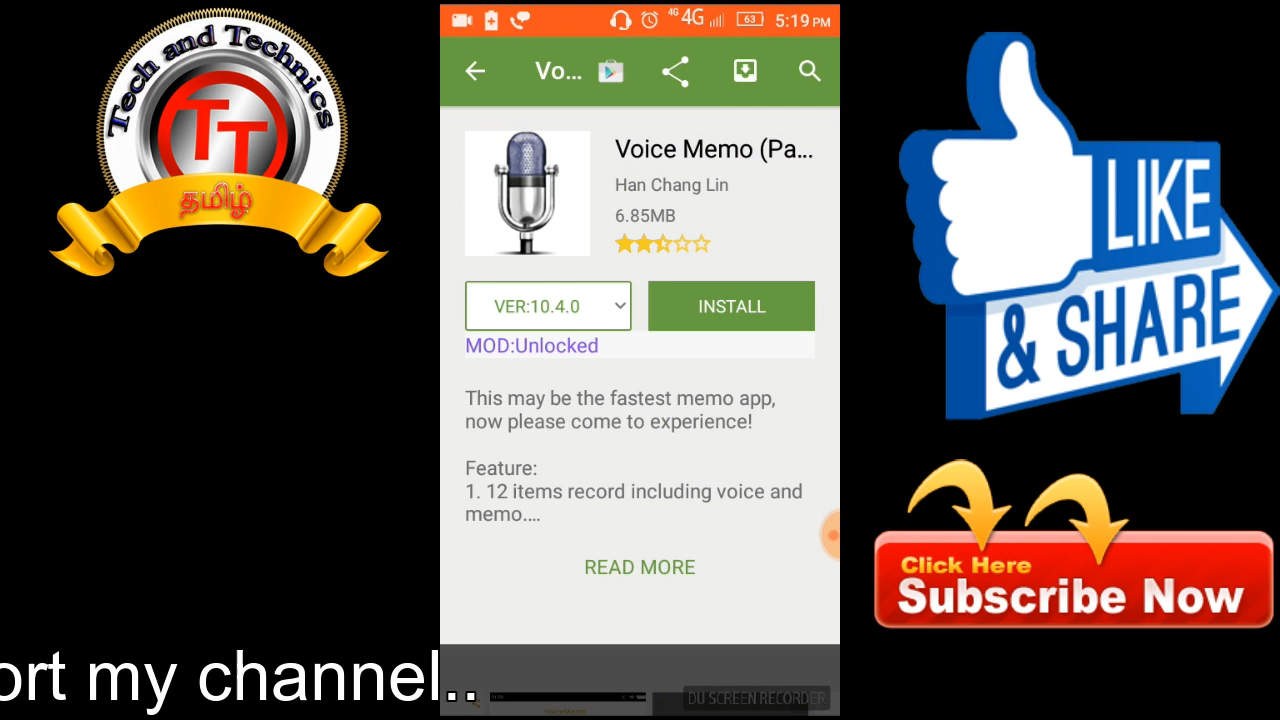 Tech and Technics
TT
தமிழ்
4G 4G 63 5:19 PM
Vo...
Voice Memo (Pa...
Han Chang Lin
6.85MB
VER:10.4.0
INSTALL
MOD:Unlocked
This may be the fastest memo app,
now please come to experience!
Feature:
1. 12 items record including voice and
memo....
READ MORE
VoiceMemo
DU SCREEN RECORDER
LIKE
& SHARE
Click Here
Subscribe Now
ort my channel...